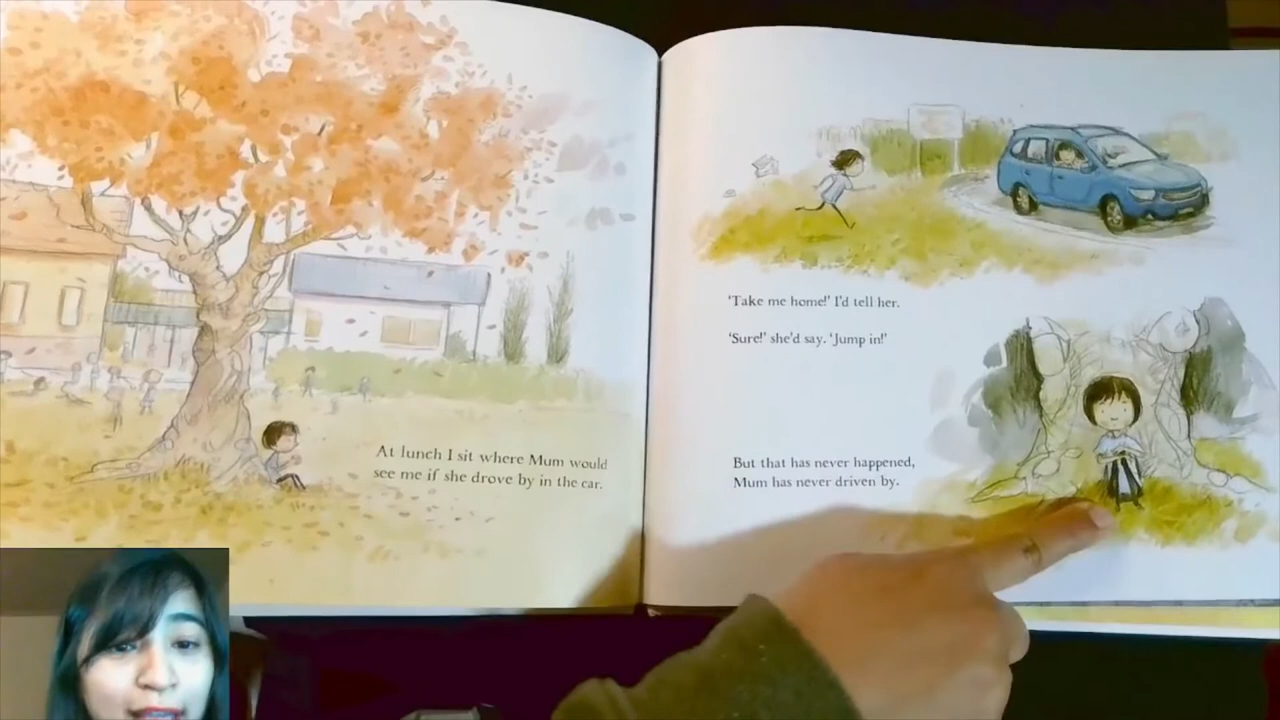 At lunch I sit where Mum would
see me if she drove by in the car.
'Take me home!' I'd tell her.
'Sure!' she'd say. 'Jump in!'
But that has never happened,
Mum has never driven by.